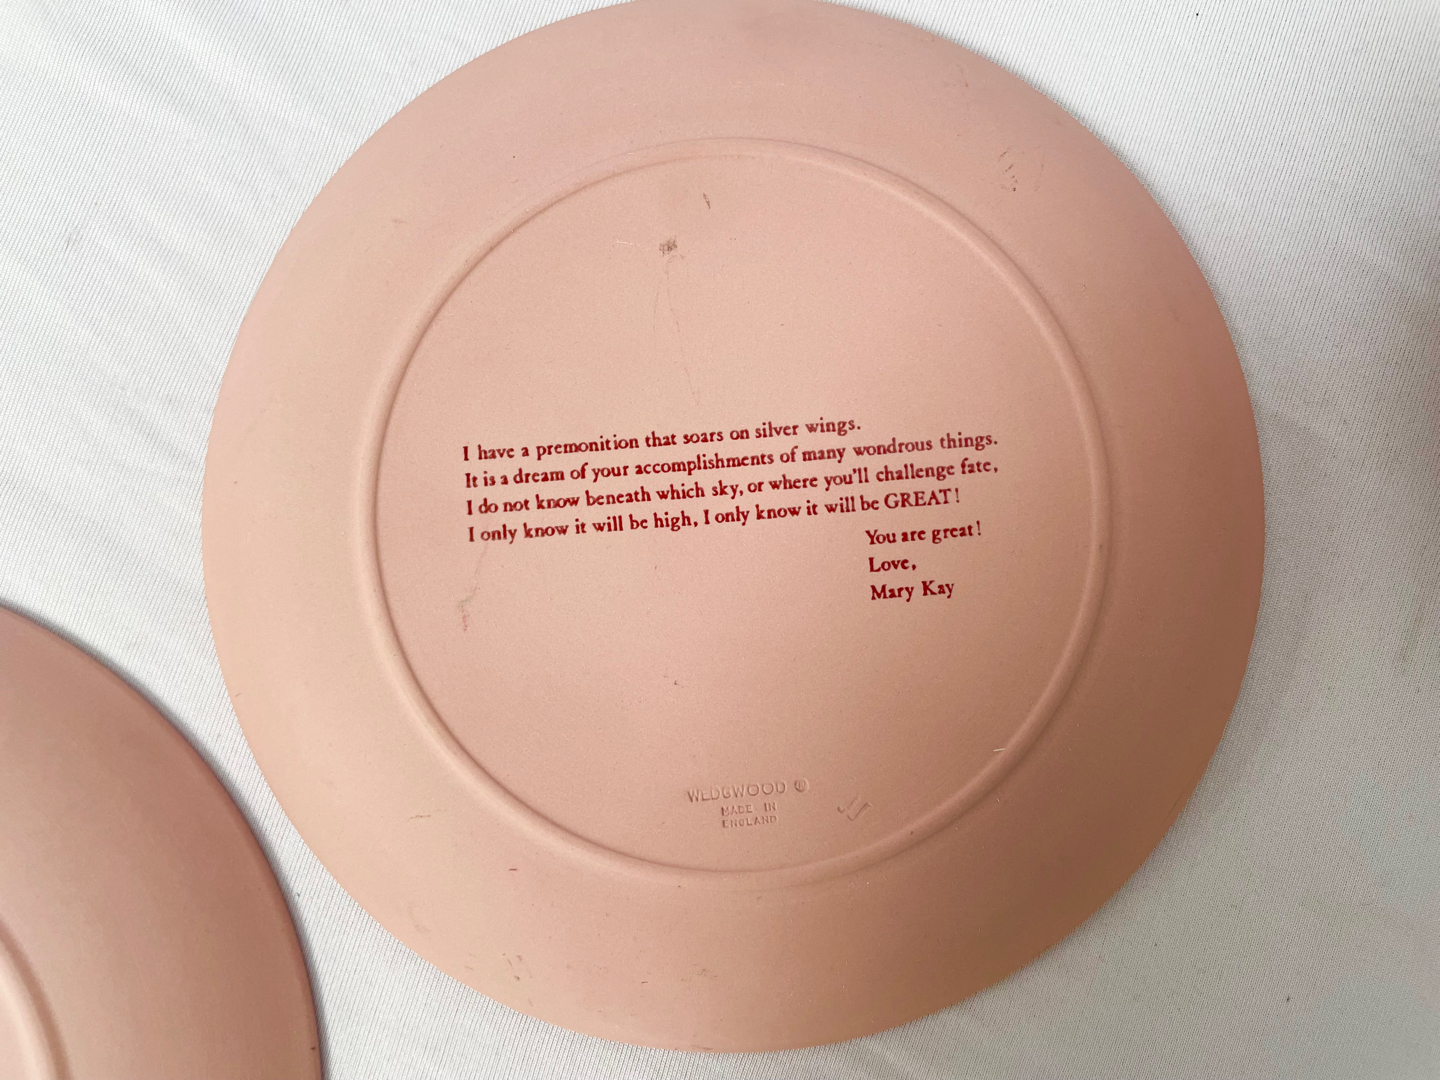 I have a premonition that soars on silver wings.
It is a dream of your accomplishments of many wondrous things.
I do not know beneath which sky, or where you'll challenge fate,
I only know it will be high, I only know it will be GREAT!
You are great!
Love,
Mary Kay
WEDGWOOD ©
MADE IN
ENGLAND